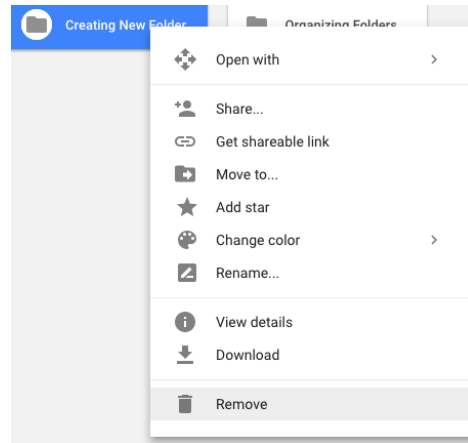 Creating New Folder
Organizing Folders
Open with
Share...
Get shareable link
Move to...
Add star
Change color
Rename...
View details
Download
Remove